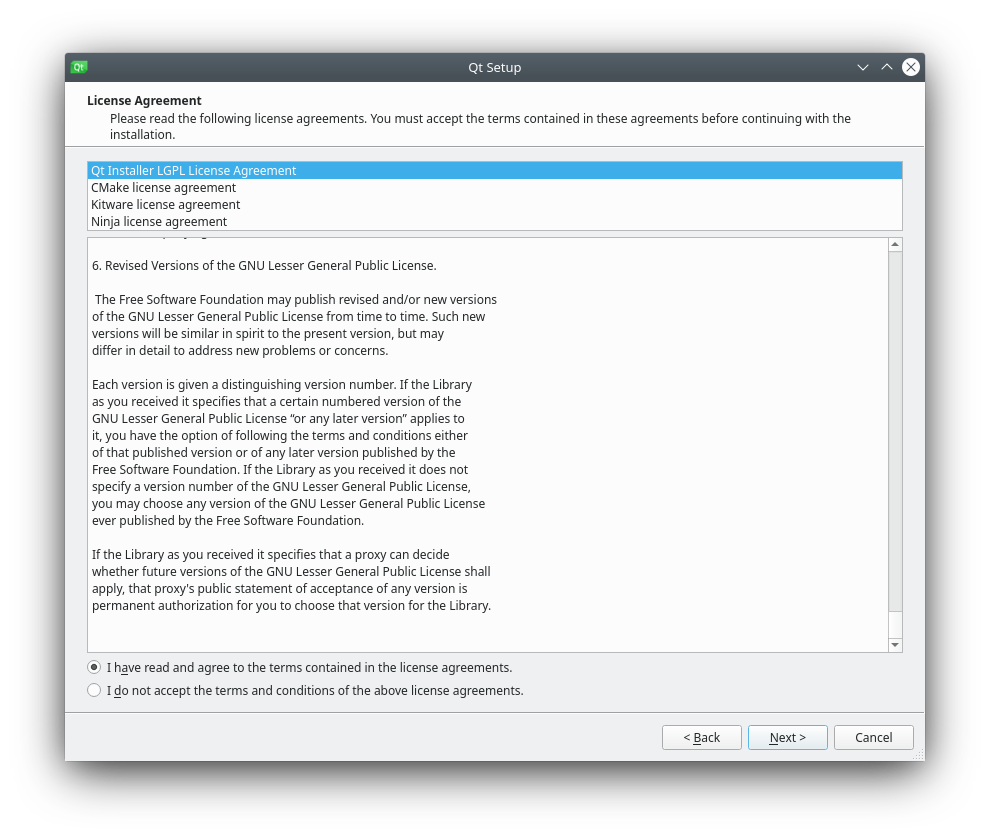 Qt
Qt Setup
License Agreement
Please read the following license agreements. You must accept the terms contained in these agreements before continuing with the
installation.
Qt Installer LGPL License Agreement
CMake license agreement
Kitware license agreement
Ninja license agreement
6. Revised Versions of the GNU Lesser General Public License.
The Free Software Foundation may publish revised and/or new versions
of the GNU Lesser General Public License from time to time. Such new
versions will be similar in spirit to the present version, but may
differ in detail to address new problems or concerns.
Each version is given a distinguishing version number. If the Library
as you received it specifies that a certain numbered version of the
GNU Lesser General Public License “or any later version” applies to
it, you have the option of following the terms and conditions either
of that published version or of any later version published by the
Free Software Foundation. If the Library as you received it does not
specify a version number of the GNU Lesser General Public License,
you may choose any version of the GNU Lesser General Public License
ever published by the Free Software Foundation.
If the Library as you received it specifies that a proxy can decide
whether future versions of the GNU Lesser General Public License shall
apply, that proxy's public statement of acceptance of any version is
permanent authorization for you to choose that version for the Library.
I have read and agree to the terms contained in the license agreements.
I do not accept the terms and conditions of the above license agreements.
< Back
Next >
Cancel